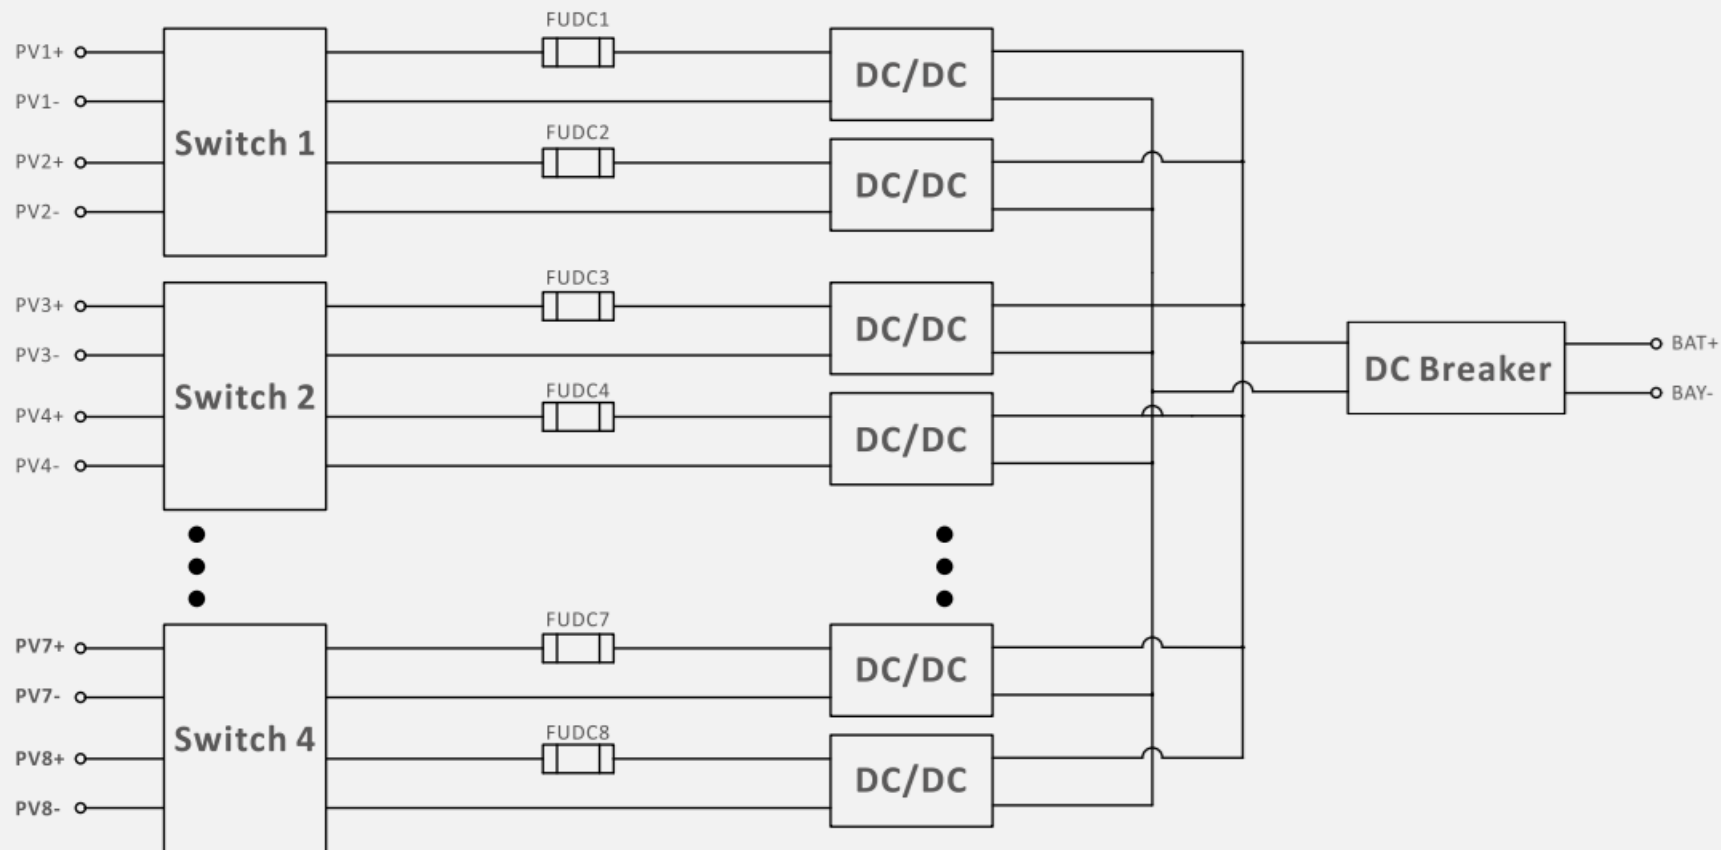 FUDC1
PV1+
DC/DC
PV1-
FUDC2
Switch 1
PV2+
DC/DC
PV2-
FUDC3
PV3+
DC/DC
BAT+
PV3-
DC Breaker
FUDC4
BAY-
Switch 2
PV4+
DC/DC
PV4-
FUDC7
PV7+
DC/DC
PV7-
FUDC8
Switch 4
PV8+
DC/DC
PV8-